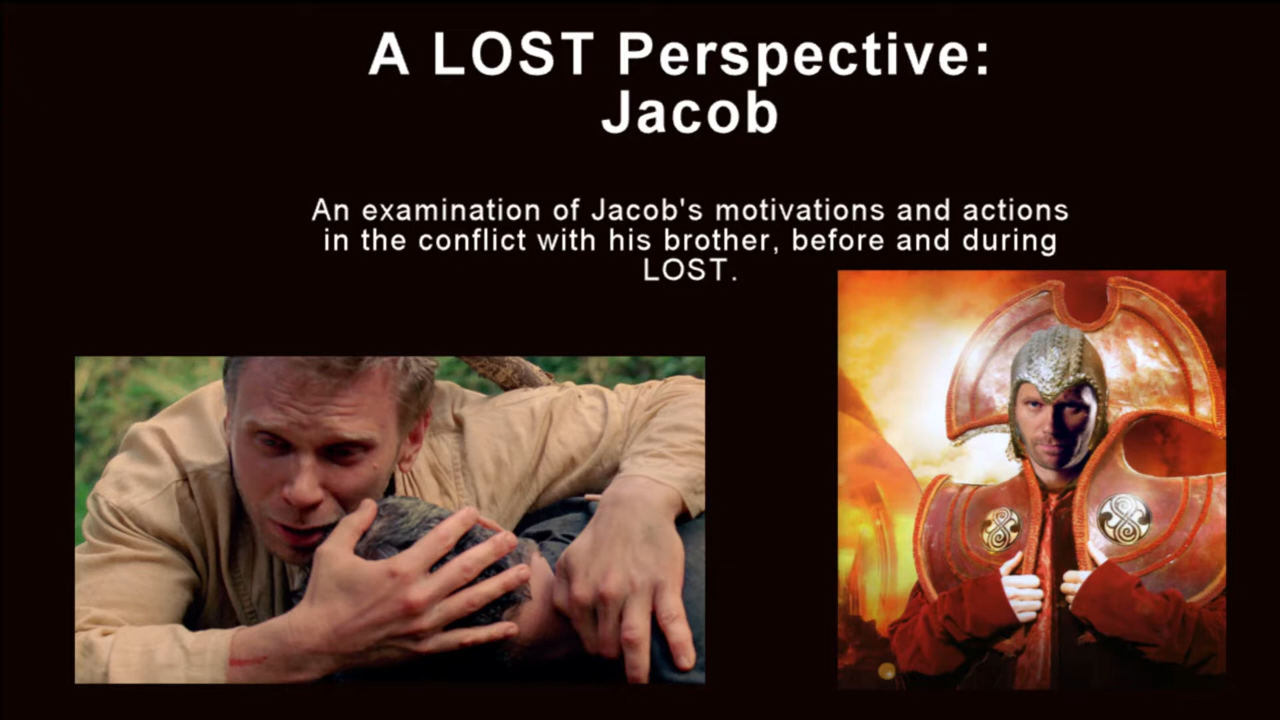 A LOST Perspective:
Jacob
An examination of Jacob's motivations and actions
in the conflict with his brother, before and during
LOST.